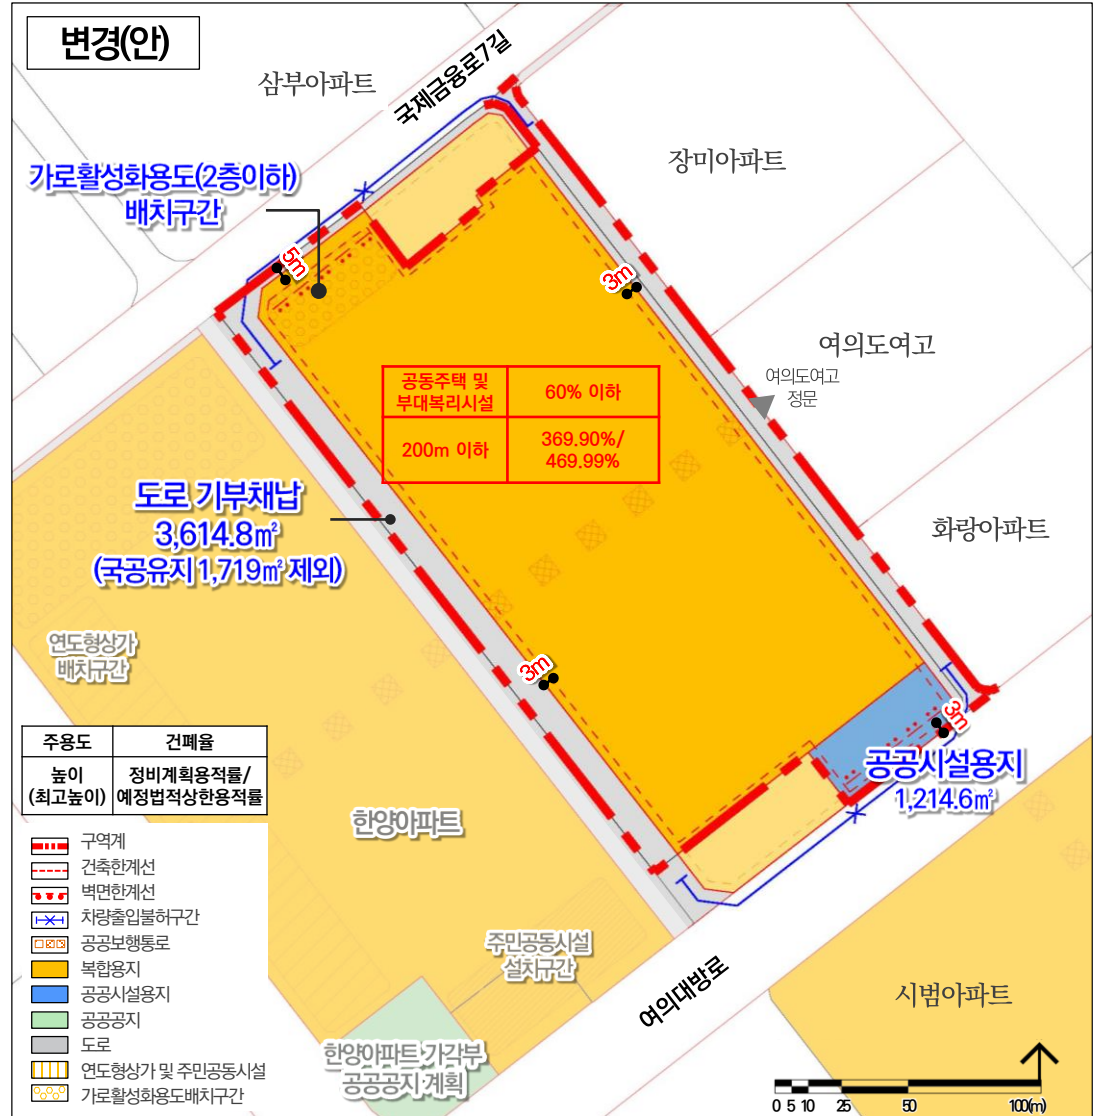 변경(안)
삼부아파트
국제금융로7길
장미아파트
가로활성화용도(2층이하)
배치구간
5m
3m
여의도여고
여의도여고
정문
공동주택 및
부대복리시설
60% 이하
200m 이하
369.90%/
469.99%
도로 기부채납
3,614.8㎡
(국공유지 1,719㎡ 제외)
화랑아파트
연도형상가
배치구간
3m
3m
공공시설용지
1,214.6㎡
주용도
건폐율
높이
(최고높이)
정비계획용적률/
예정법적상한용적률
한양아파트
구역계
건축한계선
벽면한계선
차량출입불허구간
공공보행통로
복합용지
공공시설용지
공공공지
도로
연도형상가 및 주민공동시설
가로활성화용도배치구간
주민공동시설
설치구간
여의대방로
시범아파트
한양아파트 가각부
공공공지 계획
0 5 10 25 50 100(m)